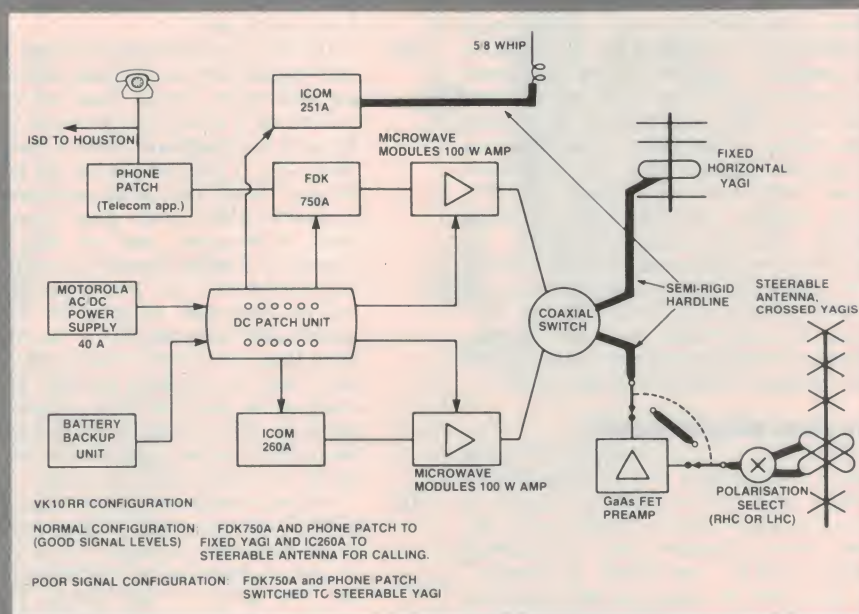 5/8 WHIP
ICOM
251A
ISD TO HOUSTON
MICROWAVE
MODULES 100 W AMP
FIXED
HORIZONTAL
YAGI
PHONE
PATCH
(Telecom app.)
FDK
750A
MOTOROLA
AC/DC
POWER
SUPPLY
40 A
DC PATCH UNIT
COAXIAL
SWITCH
SEMI-RIGID
HARDLINE
STEERABLE
ANTENNA,
CROSSED YAGIS
BATTERY
BACKUP
UNIT
ICOM
260A
MICROWAVE
MODULES 100 W AMP
GaAs FET
PREAMP
POLARISATION
SELECT
(RHC OR LHC)
VK10RR CONFIGURATION
NORMAL CONFIGURATION: FDK750A AND PHONE PATCH TO
(GOOD SIGNAL LEVELS) FIXED YAGI AND IC260A TO
STEERABLE ANTENNA FOR CALLING.
POOR SIGNAL CONFIGURATION: FDK750A and PHONE PATCH
SWITCHED TO STEERABLE YAGI